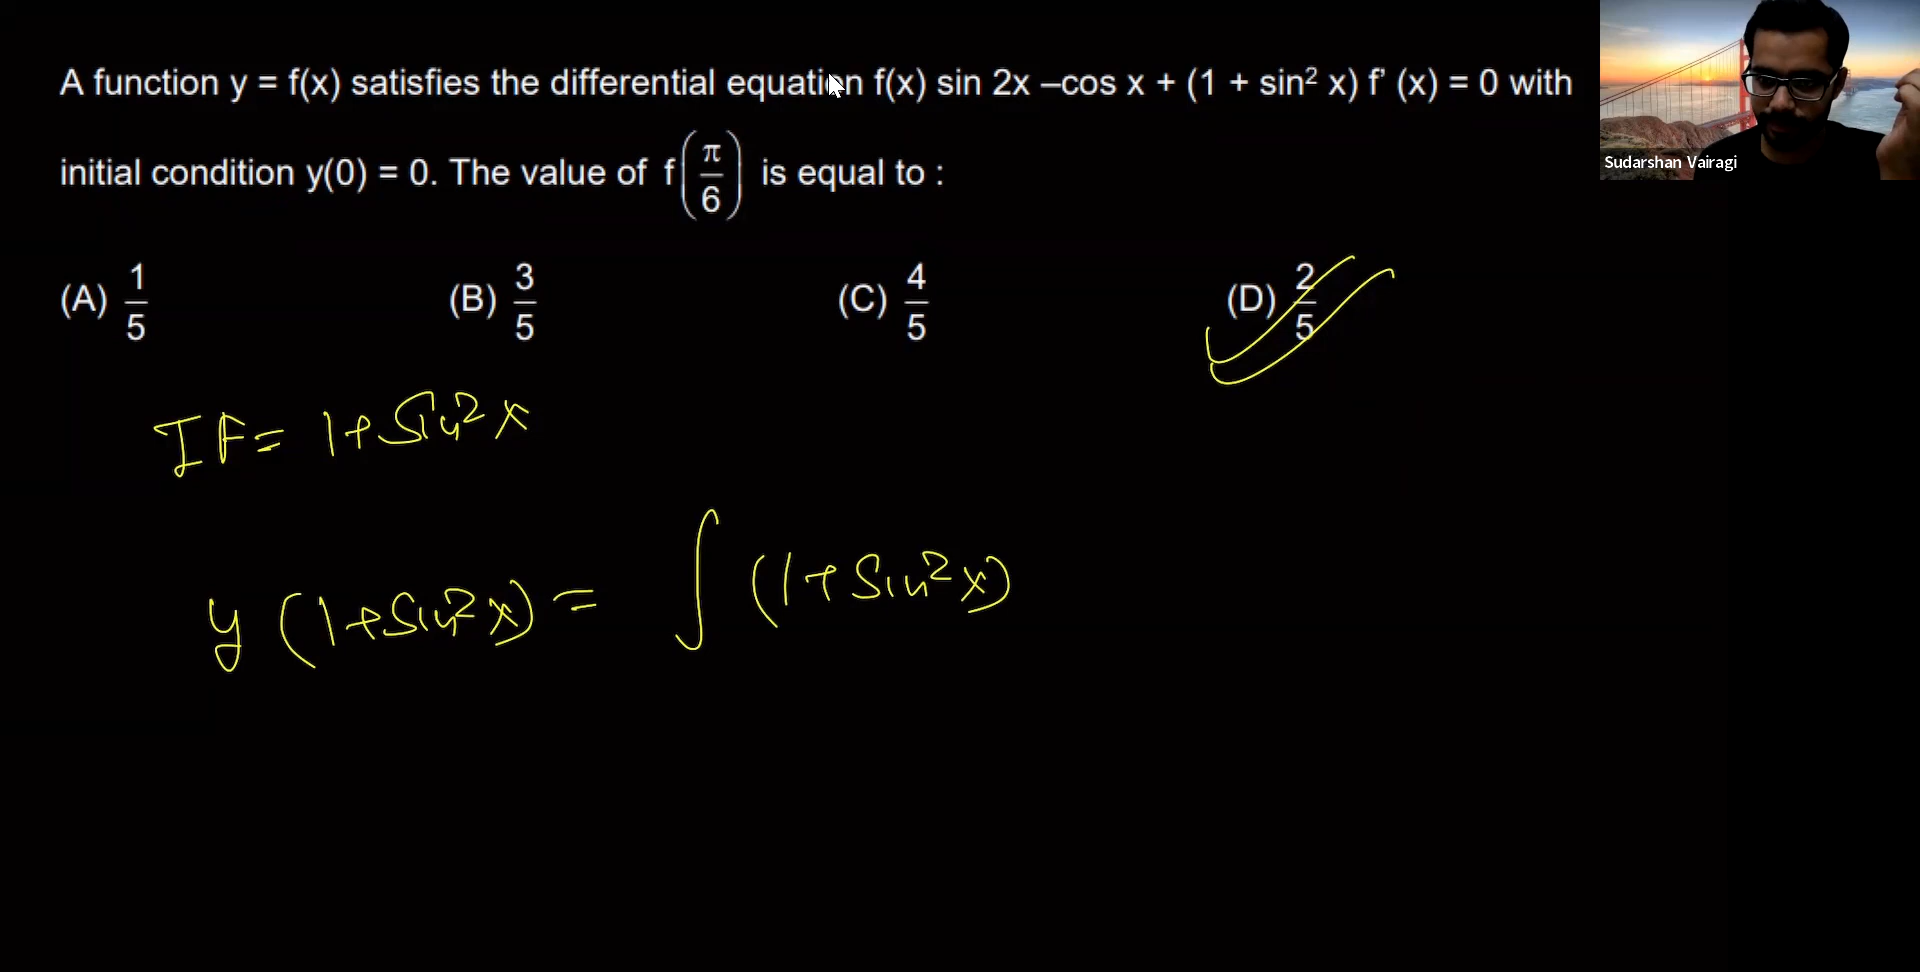 A function y = f(x) satisfies the differential equation f(x) sin 2x –cos x + (1 + sin² x) f' (x) = 0 with
Sudarshan Vairagi
initial condition y(0) = 0. The value of f(π/6) is equal to :
(A) 1/5 (B) 3/5 (C) 4/5 (D) 2/5
IF= 1+Sin²x
y (1+Sin²x) = ∫ (1+Sin²x)